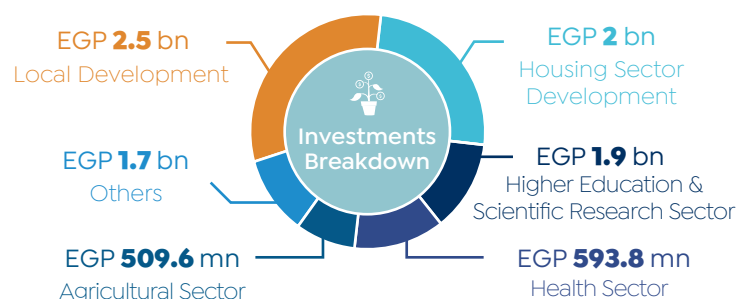 EGP 2.5 bn
Local Development
EGP 2 bn
Housing Sector
Development
Investments
Breakdown
EGP 1.7 bn
Others
EGP 1.9 bn
Higher Education &
Scientific Research Sector
EGP 509.6 mn
Agricultural Sector
EGP 593.8 mn
Health Sector